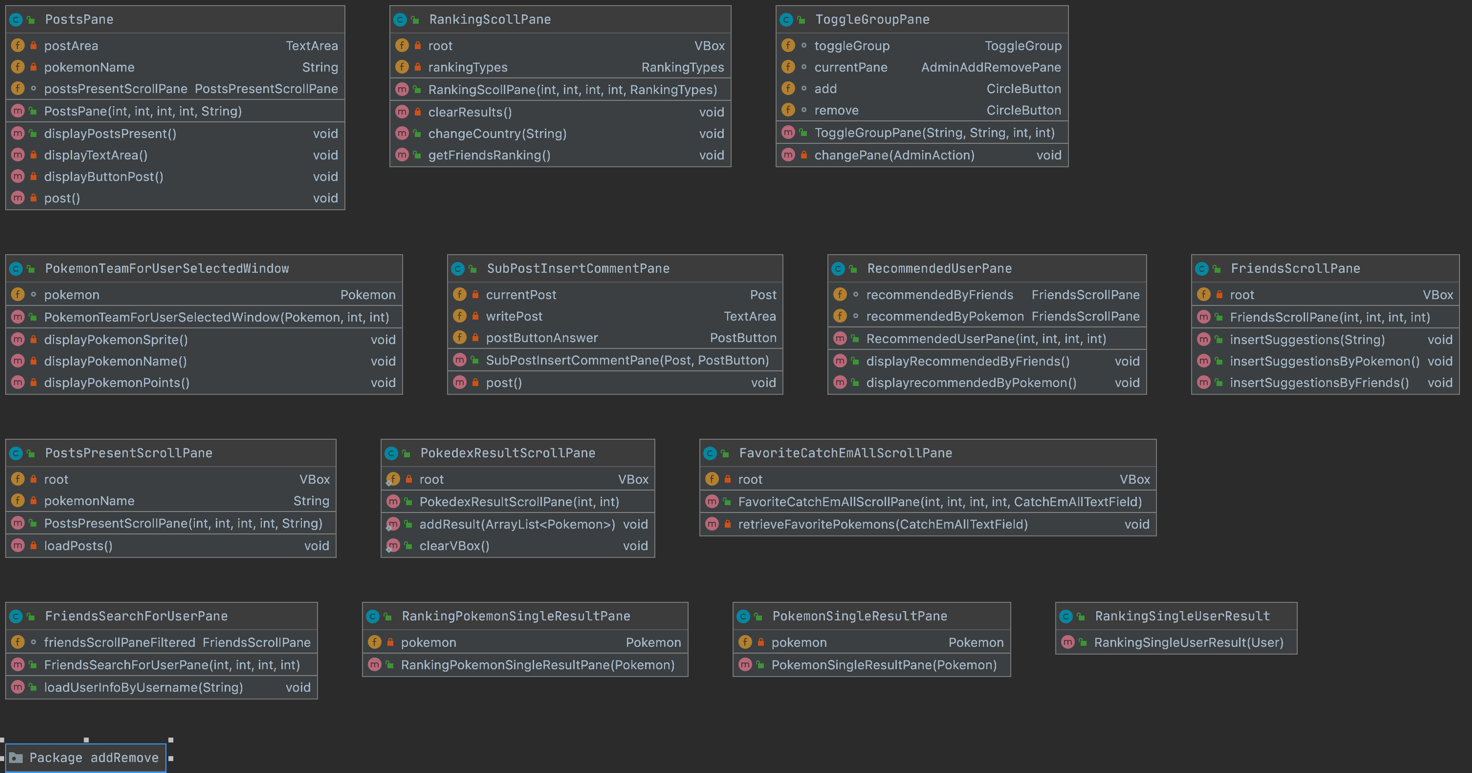 PostsPane
postArea TextArea
pokemonName String
postsPresentScrollPane PostsPresentScrollPane
PostsPane(int, int, int, int, String)
displayPostsPresent() void
displayTextArea() void
displayButtonPost() void
post() void
RankingScollPane
root VBox
rankingTypes RankingTypes
RankingScollPane(int, int, int, int, RankingTypes)
clearResults() void
changeCountry(String) void
getFriendsRanking() void
ToggleGroupPane
toggleGroup ToggleGroup
currentPane AdminAddRemovePane
add CircleButton
remove CircleButton
ToggleGroupPane(String, String, int, int)
changePane(AdminAction) void
PokemonTeamForUserSelectedWindow
pokemon Pokemon
PokemonTeamForUserSelectedWindow(Pokemon, int, int)
displayPokemonSprite() void
displayPokemonName() void
displayPokemonPoints() void
SubPostInsertCommentPane
currentPost Post
writePost TextArea
postButtonAnswer PostButton
SubPostInsertCommentPane(Post, PostButton)
post() void
RecommendedUserPane
recommendedByFriends FriendsScrollPane
recommendedByPokemon FriendsScrollPane
RecommendedUserPane(int, int, int, int)
displayRecommendedByFriends() void
displayrecommendedByPokemon() void
FriendsScrollPane
root VBox
FriendsScrollPane(int, int, int, int)
insertSuggestions(String) void
insertSuggestionsByPokemon() void
insertSuggestionsByFriends() void
PostsPresentScrollPane
root VBox
pokemonName String
PostsPresentScrollPane(int, int, int, int, String)
loadPosts() void
PokedexResultScrollPane
root VBox
PokedexResultScrollPane(int, int)
addResult(ArrayList<Pokemon>) void
clearVBox() void
FavoriteCatchEmAllScrollPane
root VBox
FavoriteCatchEmAllScrollPane(int, int, int, int, CatchEmAllTextField)
retrieveFavoritePokemons(CatchEmAllTextField) void
FriendsSearchForUserPane
friendsScrollPaneFiltered FriendsScrollPane
FriendsSearchForUserPane(int, int, int, int)
loadUserInfoByUsername(String) void
RankingPokemonSingleResultPane
pokemon Pokemon
RankingPokemonSingleResultPane(Pokemon)
PokemonSingleResultPane
pokemon Pokemon
PokemonSingleResultPane(Pokemon)
RankingSingleUserResult
RankingSingleUserResult(User)
Package addRemove